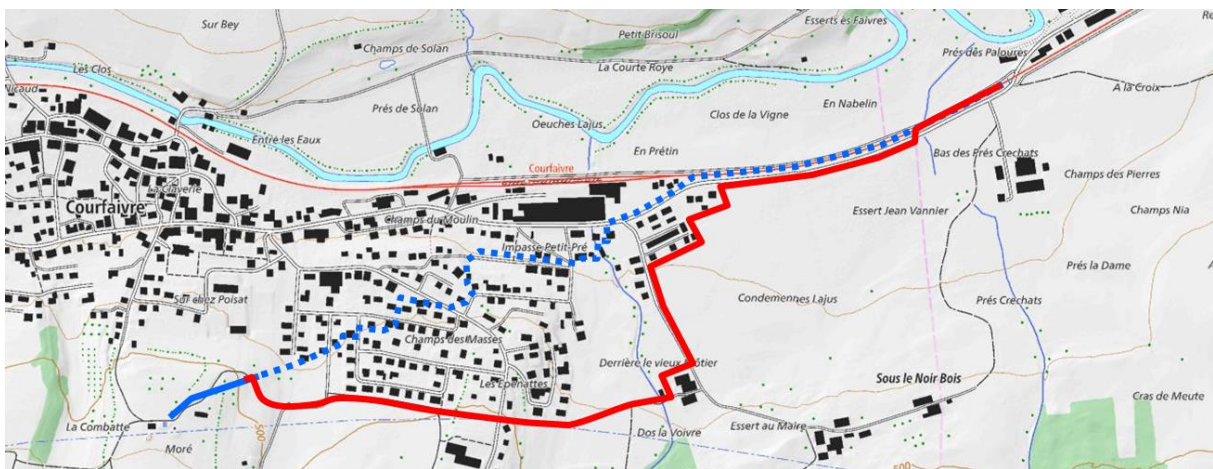 Sur Bey
Petit Brisoul
Esserts ès Faivres
Champs de Solan
Prés des Paloures
Les Clos
La Courte Roye
Nicaud
A la Croix
Prés de Solan
En Nabelin
Oeuches Lajus
Clos de la Vigne
Entre les Eaux
En Prétin
Bas des Prés Crechats
Courfaivre
Champs des Pierres
La Claverie
Courfaivre
Champs du Moulin
Essert Jean Vannier
Champs Nia
Impasse Petit-Pré
Prés la Dame
Sur chez Poisat
Condemennes Lajus
Prés Crechats
Champs des Masses
Derrière le vieux
Les Epenattes
Sous le Noir Bois
Cras de Meute
La Combatte
500
Dos la Voivre
Essert au Maire
Moré
500